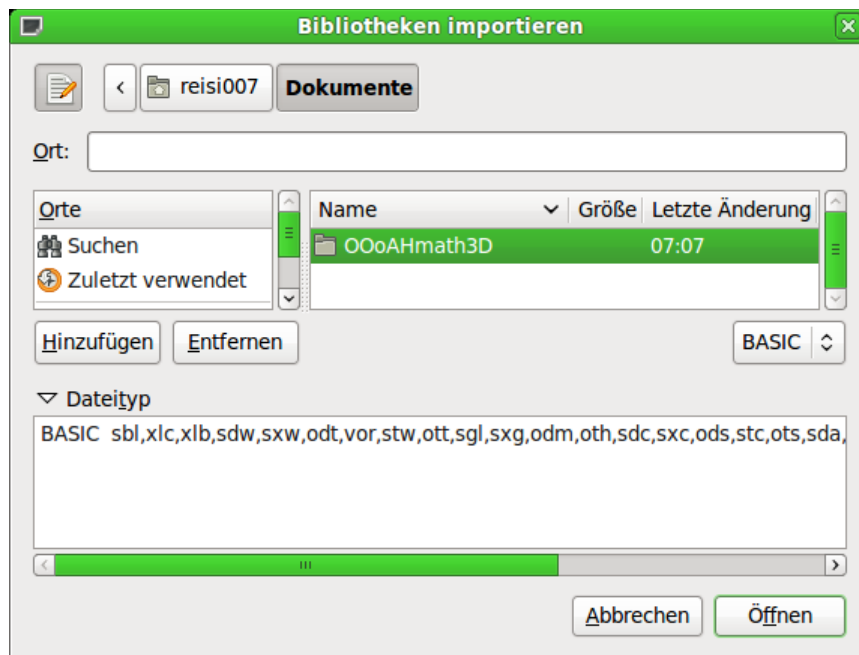 Bibliotheken importieren
< reisi007 Dokumente
Ort:
Orte
Suchen
Zuletzt verwendet
Name Größe Letzte Änderung
OOoAHmath3D 07:07
Hinzufügen Entfernen BASIC
Dateityp
BASIC sbl,xlc,xlb,sdw,sxw,odt,vor,stw,ott,sgl,sxg,odm,oth,sdc,sxc,ods,stc,ots,sda,
Abbrechen Öffnen